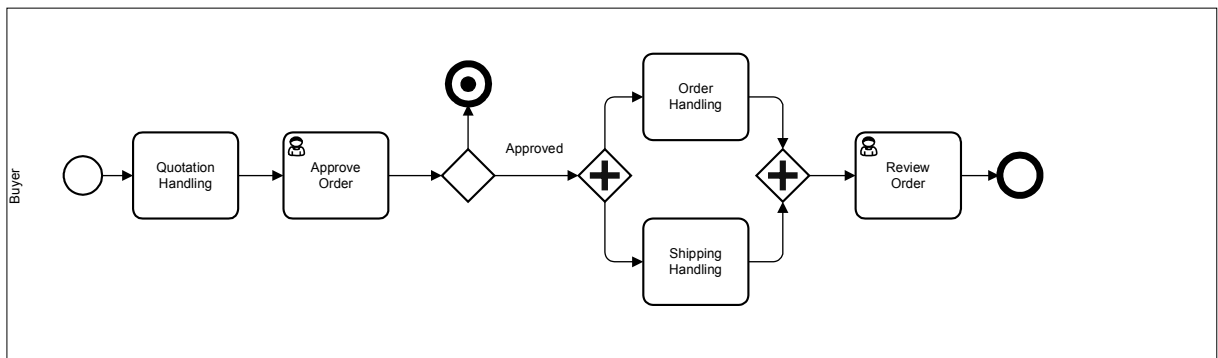 Buyer
Quotation
Handling
Approve
Order
Approved
Order
Handling
Shipping
Handling
Review
Order